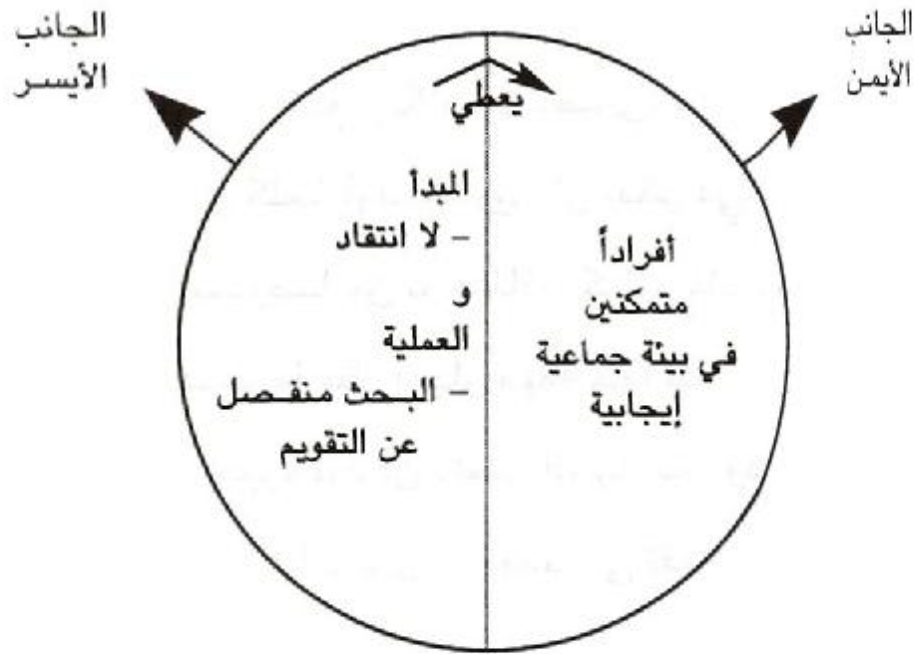 الجانب
الأيمن
الجانب
الأيسر
يعطي
أفراداً
متمكنين
في بيئة جماعية
إيجابية
المبدأ
– لا انتقاد
و
العملية
– البحث منفصل
عن التقويم